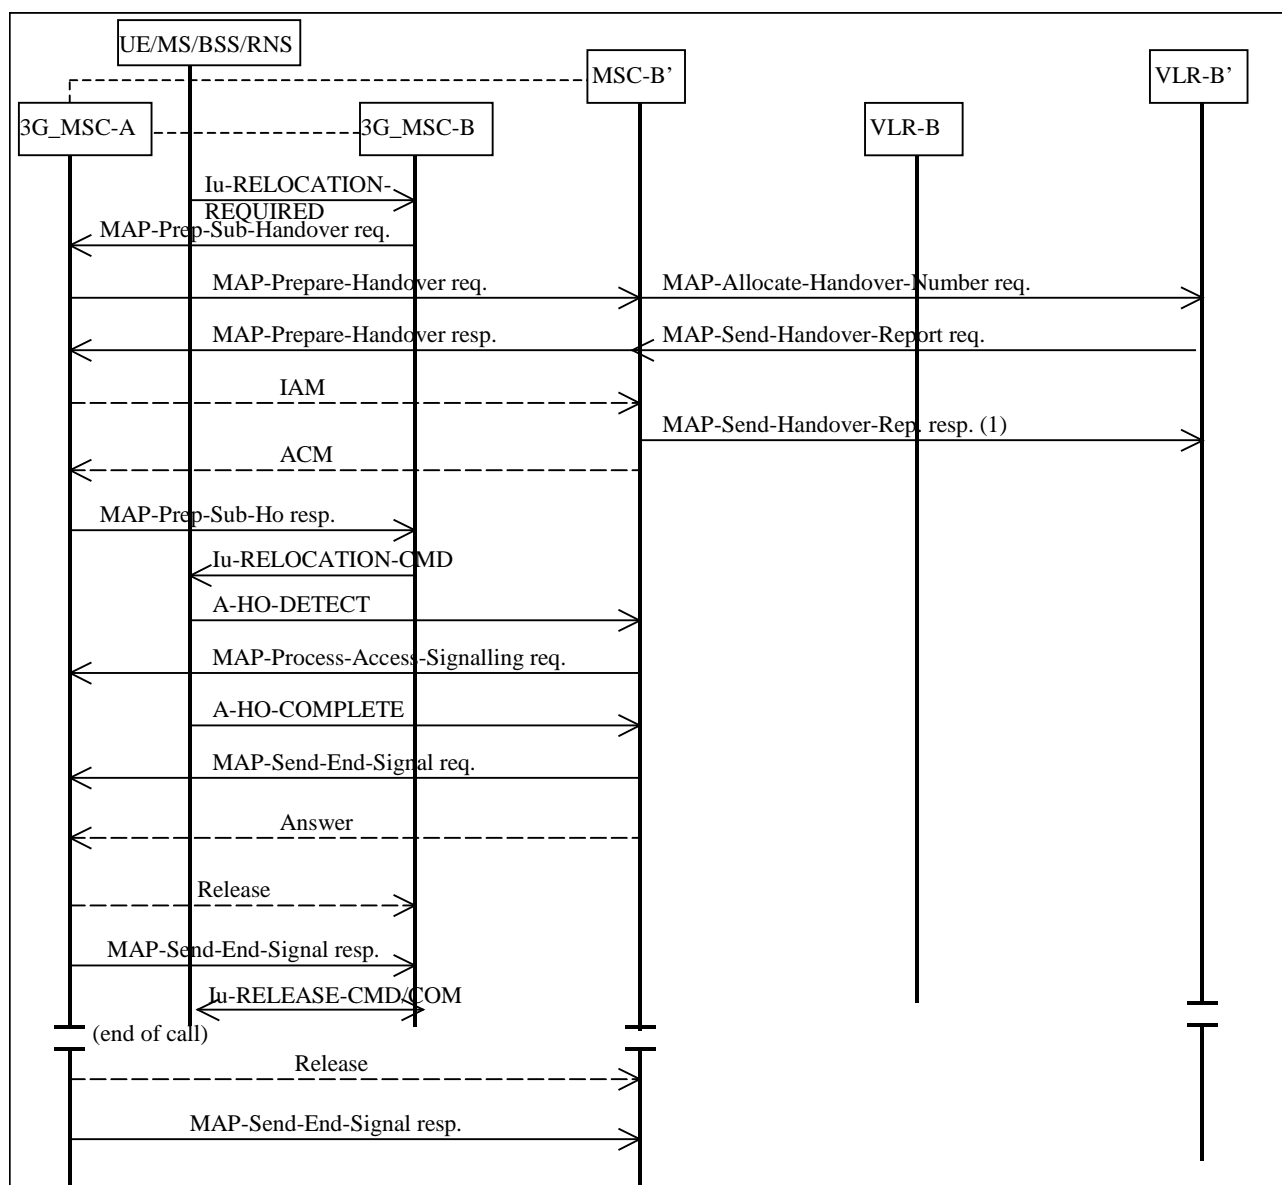 UE/MS/BSS/RNS
MSC-B’
VLR-B’
3G_MSC-A
3G_MSC-B
VLR-B
Iu-RELOCATION-
REQUIRED
MAP-Prep-Sub-Handover req.
MAP-Prepare-Handover req.
MAP-Allocate-Handover-Number req.
MAP-Prepare-Handover resp.
MAP-Send-Handover-Report req.
IAM
MAP-Send-Handover-Rep. resp. (1)
ACM
MAP-Prep-Sub-Ho resp.
Iu-RELOCATION-CMD
A-HO-DETECT
MAP-Process-Access-Signalling req.
A-HO-COMPLETE
MAP-Send-End-Signal req.
Answer
Release
MAP-Send-End-Signal resp.
Iu-RELEASE-CMD/COM
(end of call)
Release
MAP-Send-End-Signal resp.